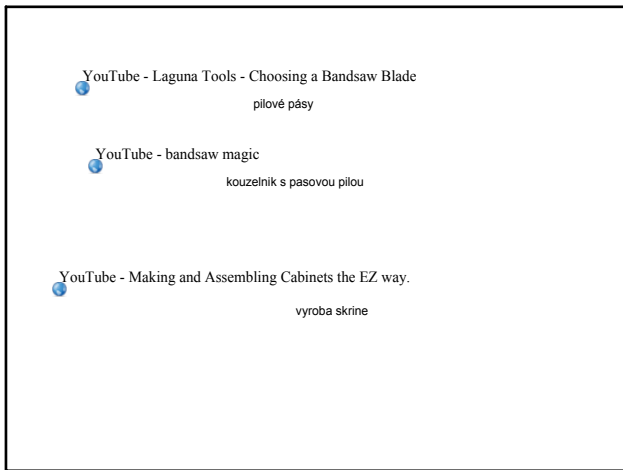 YouTube - Laguna Tools - Choosing a Bandsaw Blade
pilové pásy
YouTube - bandsaw magic
kouzelnik s pasovou pilou
YouTube - Making and Assembling Cabinets the EZ way.
vyroba skrine